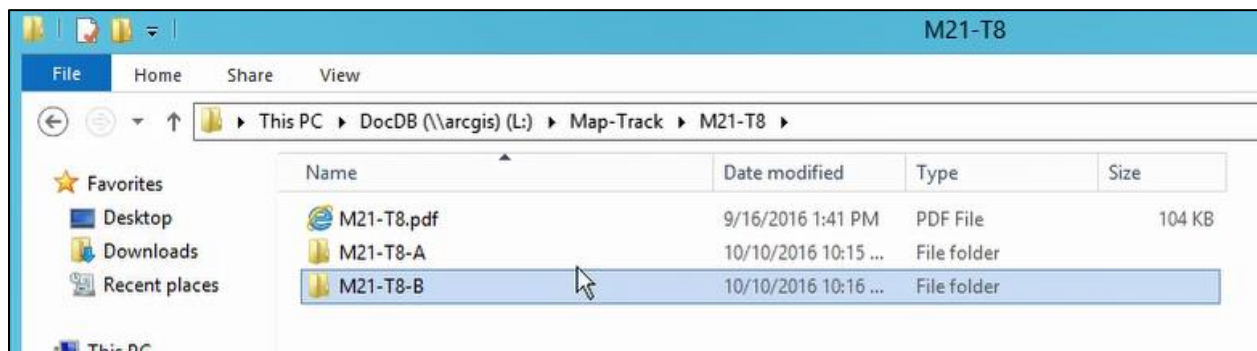 M21-T8
File Home Share View
This PC DocDB (\\arcgis) (L:) Map-Track M21-T8
Favorites
Desktop
Downloads
Recent places
This PC
Name Date modified Type Size
M21-T8.pdf 9/16/2016 1:41 PM PDF File 104 KB
M21-T8-A 10/10/2016 10:15 ... File folder
M21-T8-B 10/10/2016 10:16 ... File folder